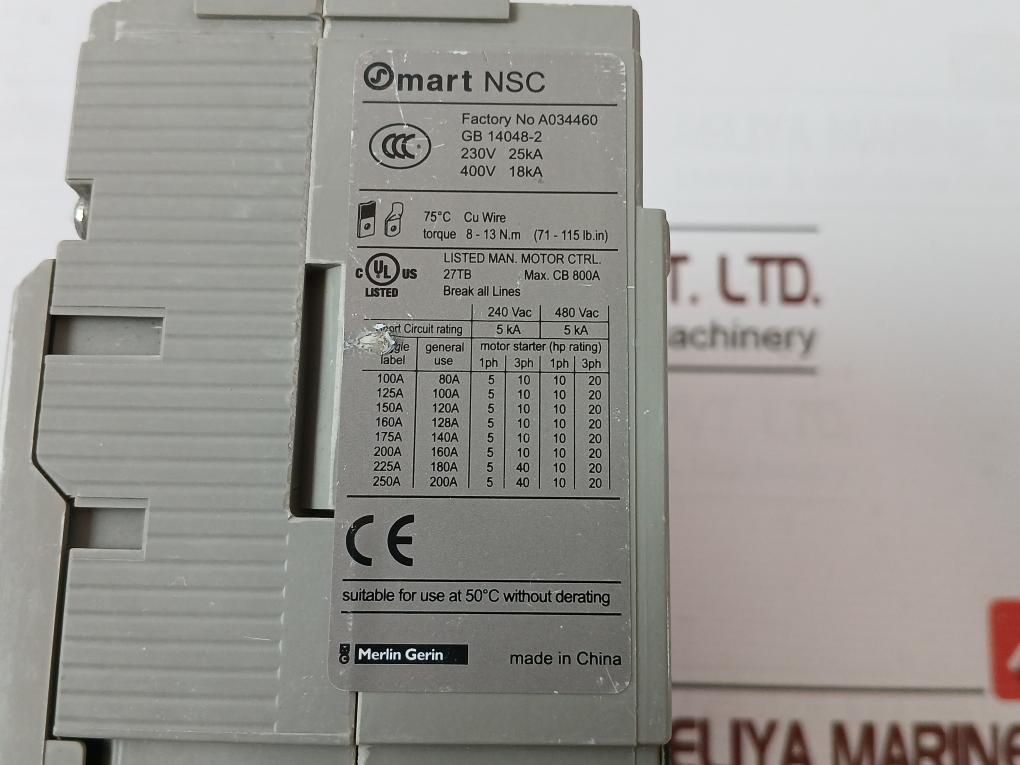 Smart NSC
Factory No A034460
GB 14048-2
230V 25kA
400V 18kA
CCC
75°C Cu Wire
torque 8 - 13 N.m (71 - 115 lb.in)
C UL US
LISTED
LISTED MAN. MOTOR CTRL.
27TB Max. CB 800A
Break all Lines
240 Vac 480 Vac
Circuit rating 5 kA 5 kA
label general use motor starter (hp rating)
1ph 3ph 1ph 3ph
100A 80A 5 10 10 20
125A 100A 5 10 10 20
150A 120A 5 10 10 20
160A 128A 5 10 10 20
175A 140A 5 10 10 20
200A 160A 5 10 10 20
225A 180A 5 40 10 20
250A 200A 5 40 10 20
CE
suitable for use at 50°C without derating
MG Merlin Gerin made in China
T. LTD.
achinery
ELIYA MARINE